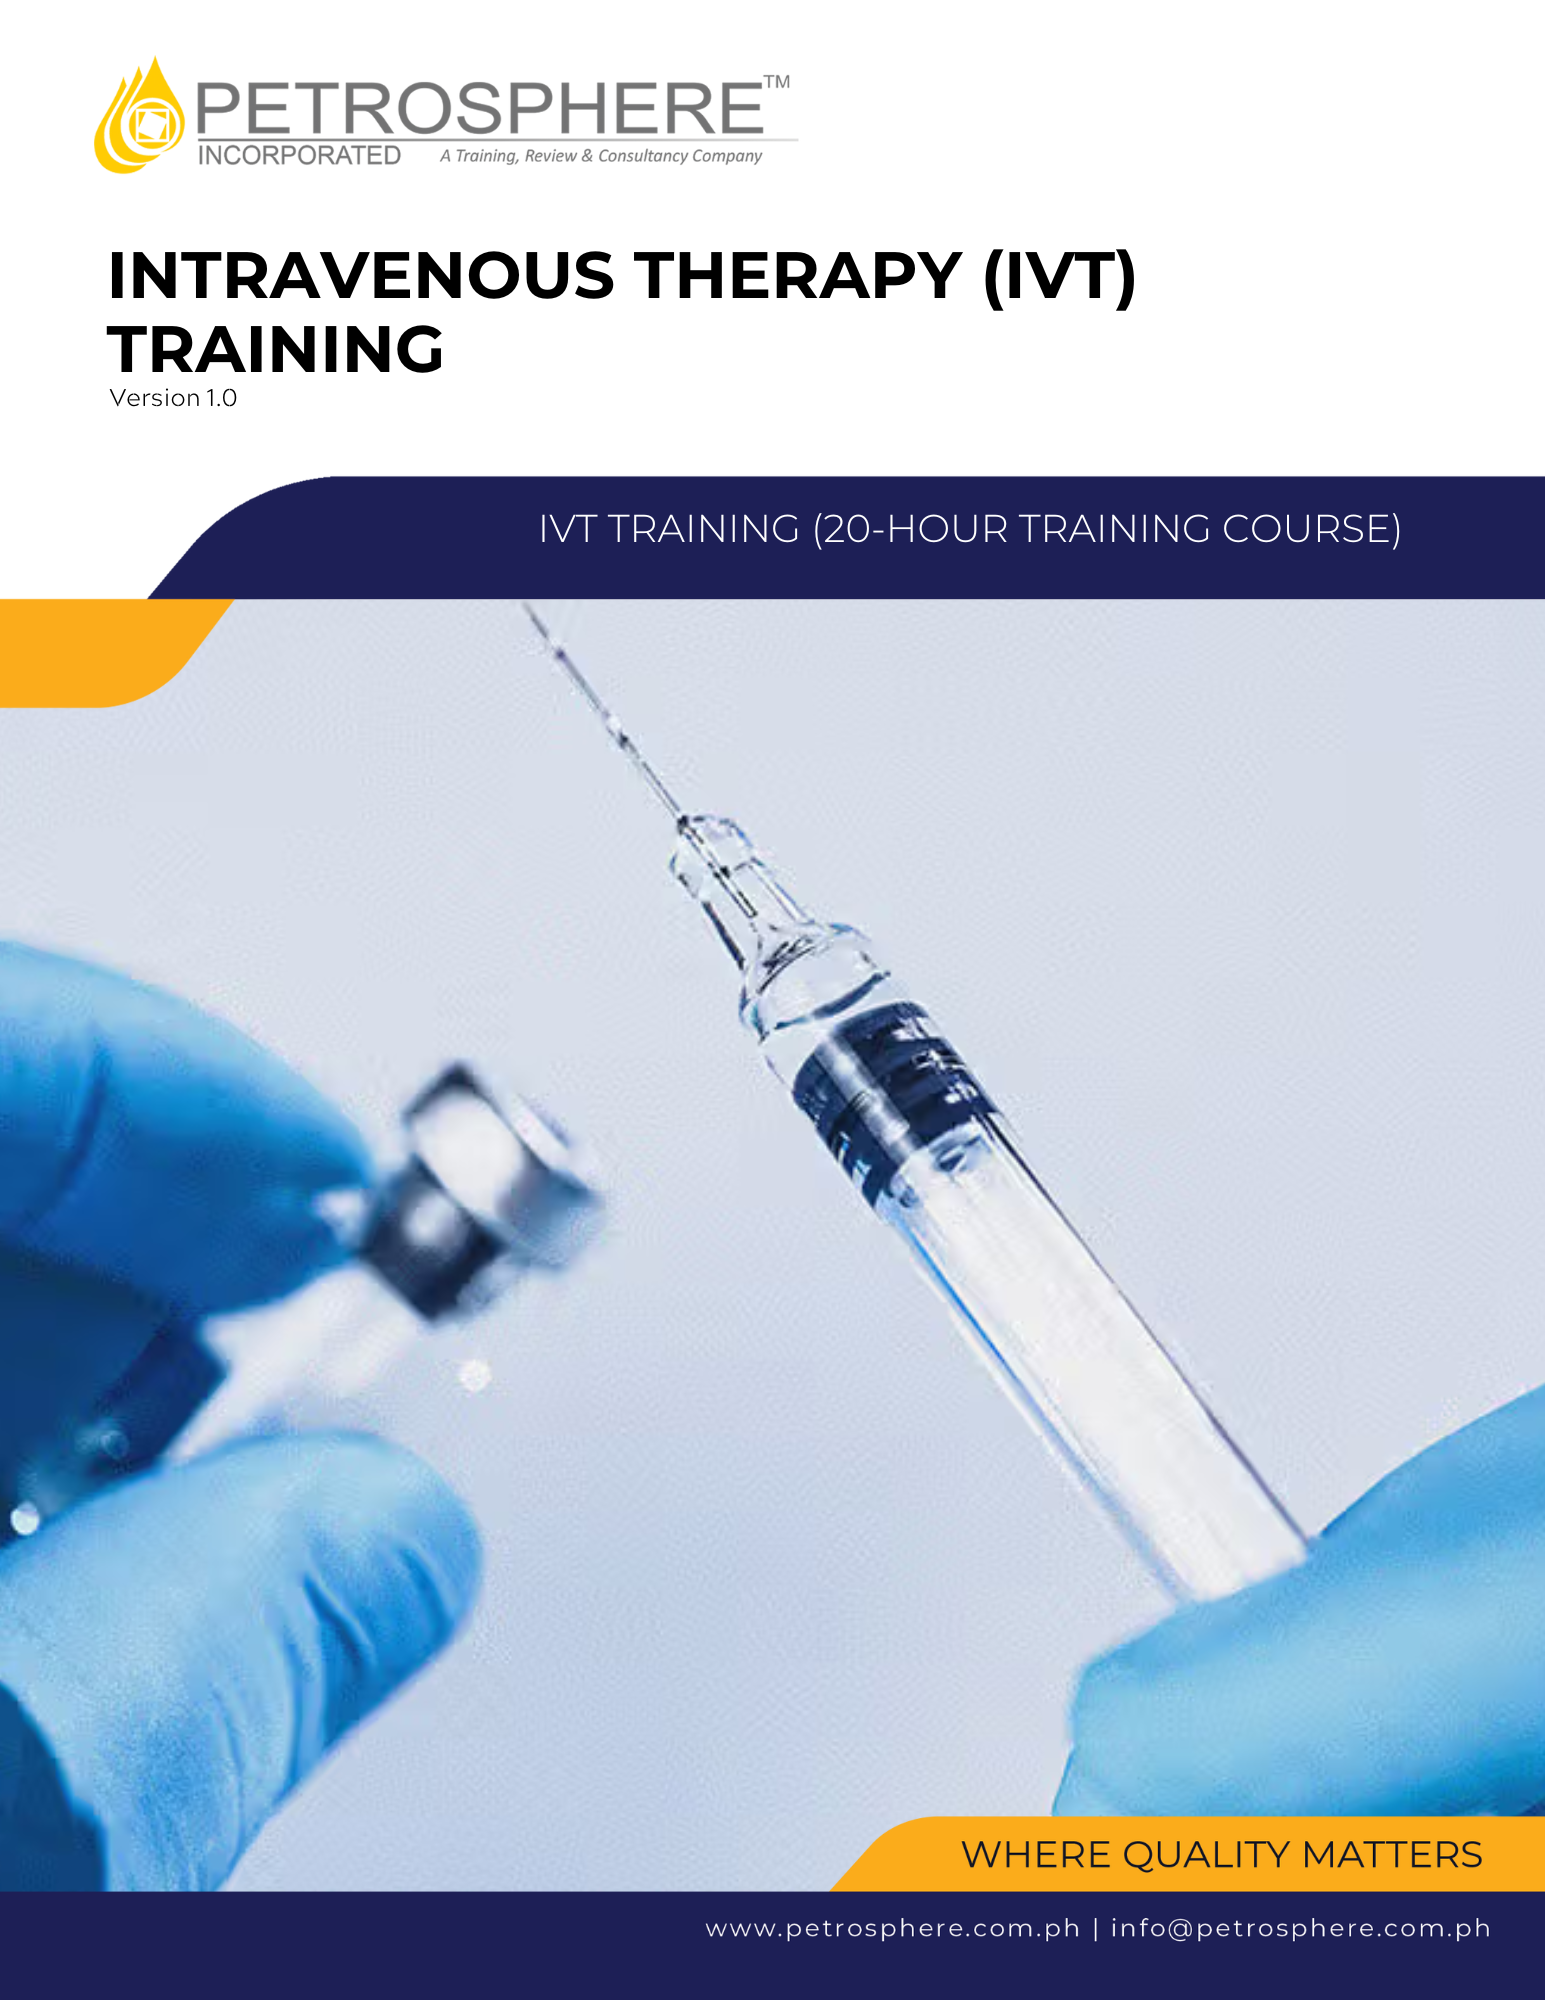 PETROSPHERE™
INCORPORATED A Training, Review & Consultancy Company
INTRAVENOUS THERAPY (IVT)
TRAINING
Version 1.0
IVT TRAINING (20-HOUR TRAINING COURSE)
WHERE QUALITY MATTERS
www.petrosphere.com.ph | info@petrosphere.com.ph